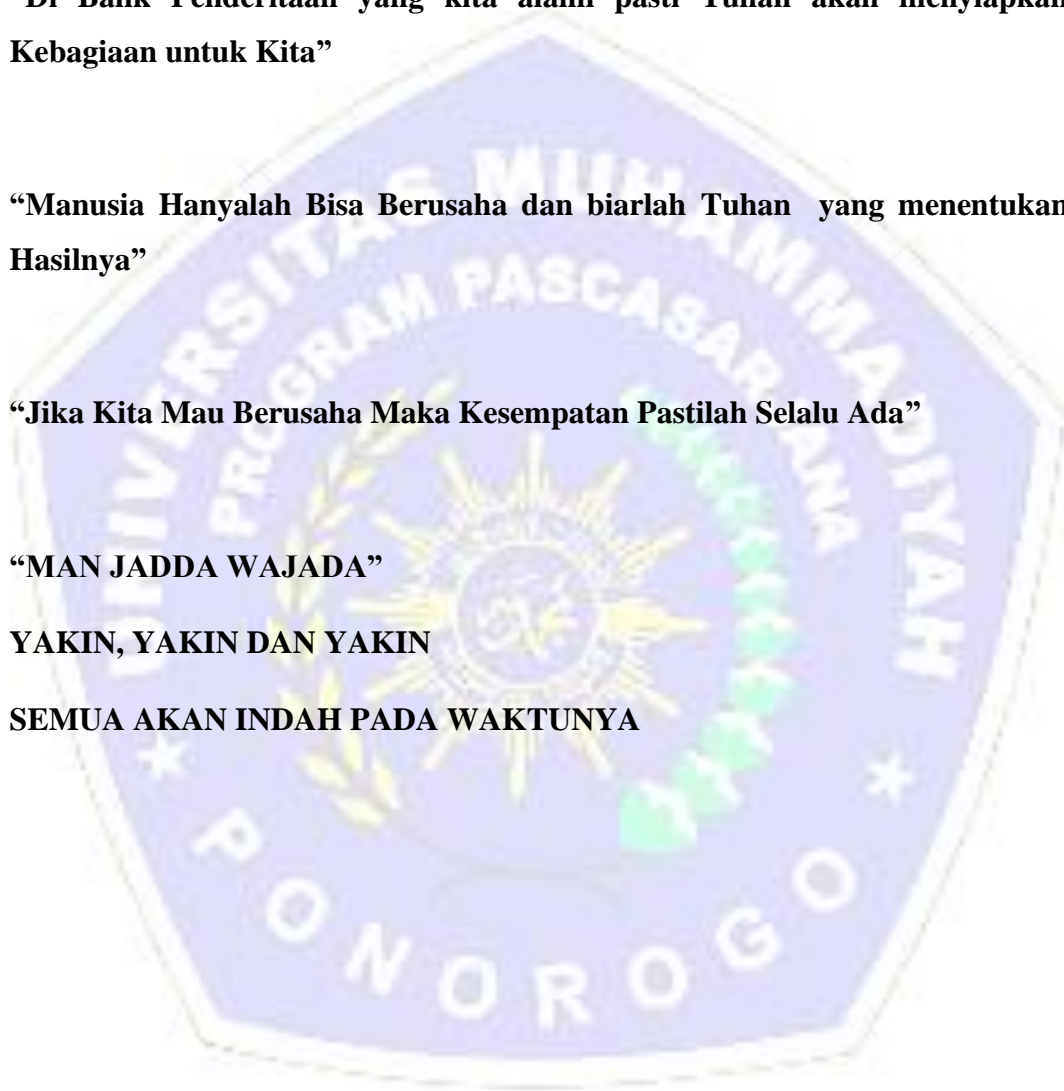 Di Penderitaan yang kita alami pasti Tuhan akan menyiapkan
Kebagiaan untuk Kita”
“Manusia Hanyalah Bisa Berusaha dan biarlah Tuhan yang menentukan
Hasilnya”
“Jika Kita Mau Berusaha Maka Kesempatan Pastilah Selalu Ada”
“MAN JADDA WAJADA”
YAKIN, YAKIN DAN YAKIN
SEMUA AKAN INDAH PADA WAKTUNYA
UNIVERSITAS MUHAMMADIYAH
PROGRAM PASCASARJANA
PONOROGO